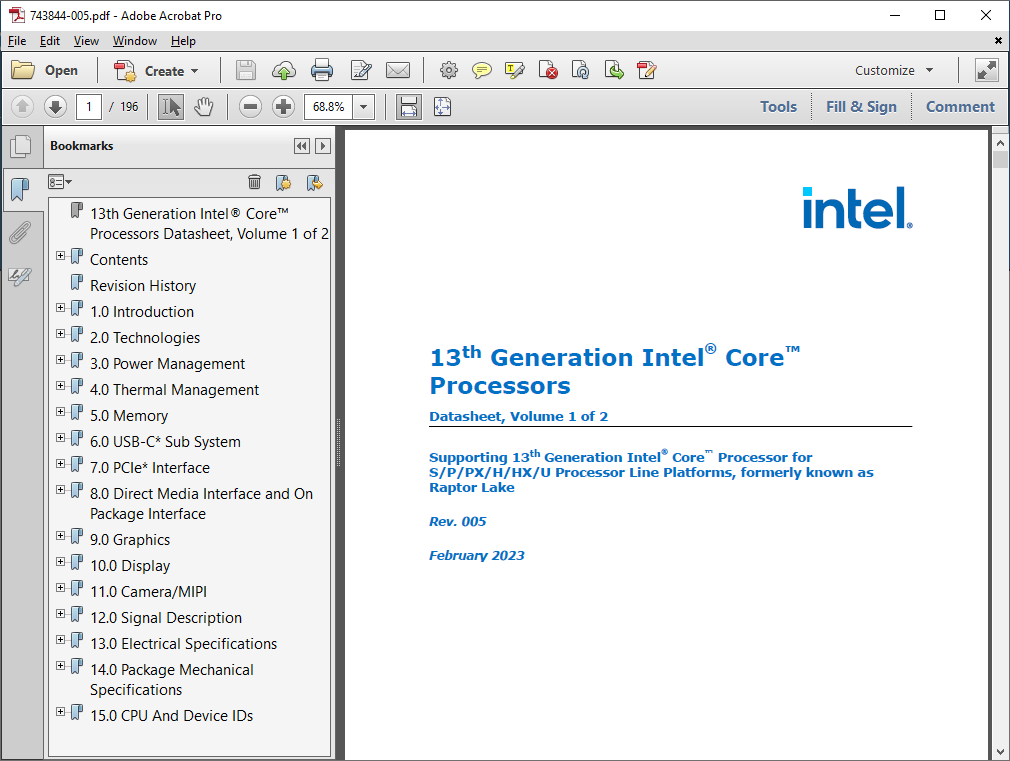 743844-005.pdf - Adobe Acrobat Pro
File Edit View Window Help
Open Create Customize
1 / 196 68.8% Tools Fill & Sign Comment
Bookmarks
13th Generation Intel® Core™
Processors Datasheet, Volume 1 of 2
Contents
Revision History
1.0 Introduction
2.0 Technologies
3.0 Power Management
4.0 Thermal Management
5.0 Memory
6.0 USB-C* Sub System
7.0 PCIe* Interface
8.0 Direct Media Interface and On
Package Interface
9.0 Graphics
10.0 Display
11.0 Camera/MIPI
12.0 Signal Description
13.0 Electrical Specifications
14.0 Package Mechanical
Specifications
15.0 CPU And Device IDs
intel.®
13th Generation Intel® Core™
Processors
Datasheet, Volume 1 of 2
Supporting 13th Generation Intel® Core™ Processor for
S/P/PX/H/HX/U Processor Line Platforms, formerly known as
Raptor Lake
Rev. 005
February 2023